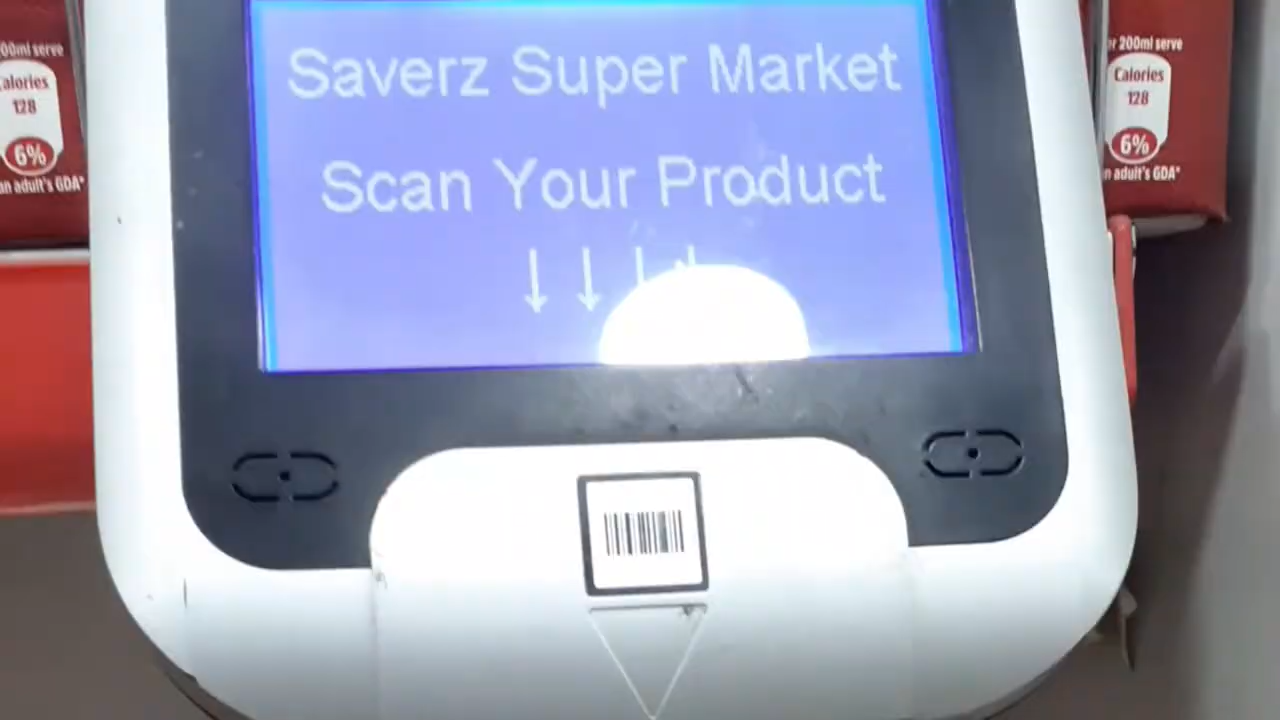 Saverz Super Market
Scan Your Product
↓ ↓ ↓ ↓
200ml serve
Calories
128
6%
an adult's GDA*
200ml serve
Calories
128
6%
adult's GDA*